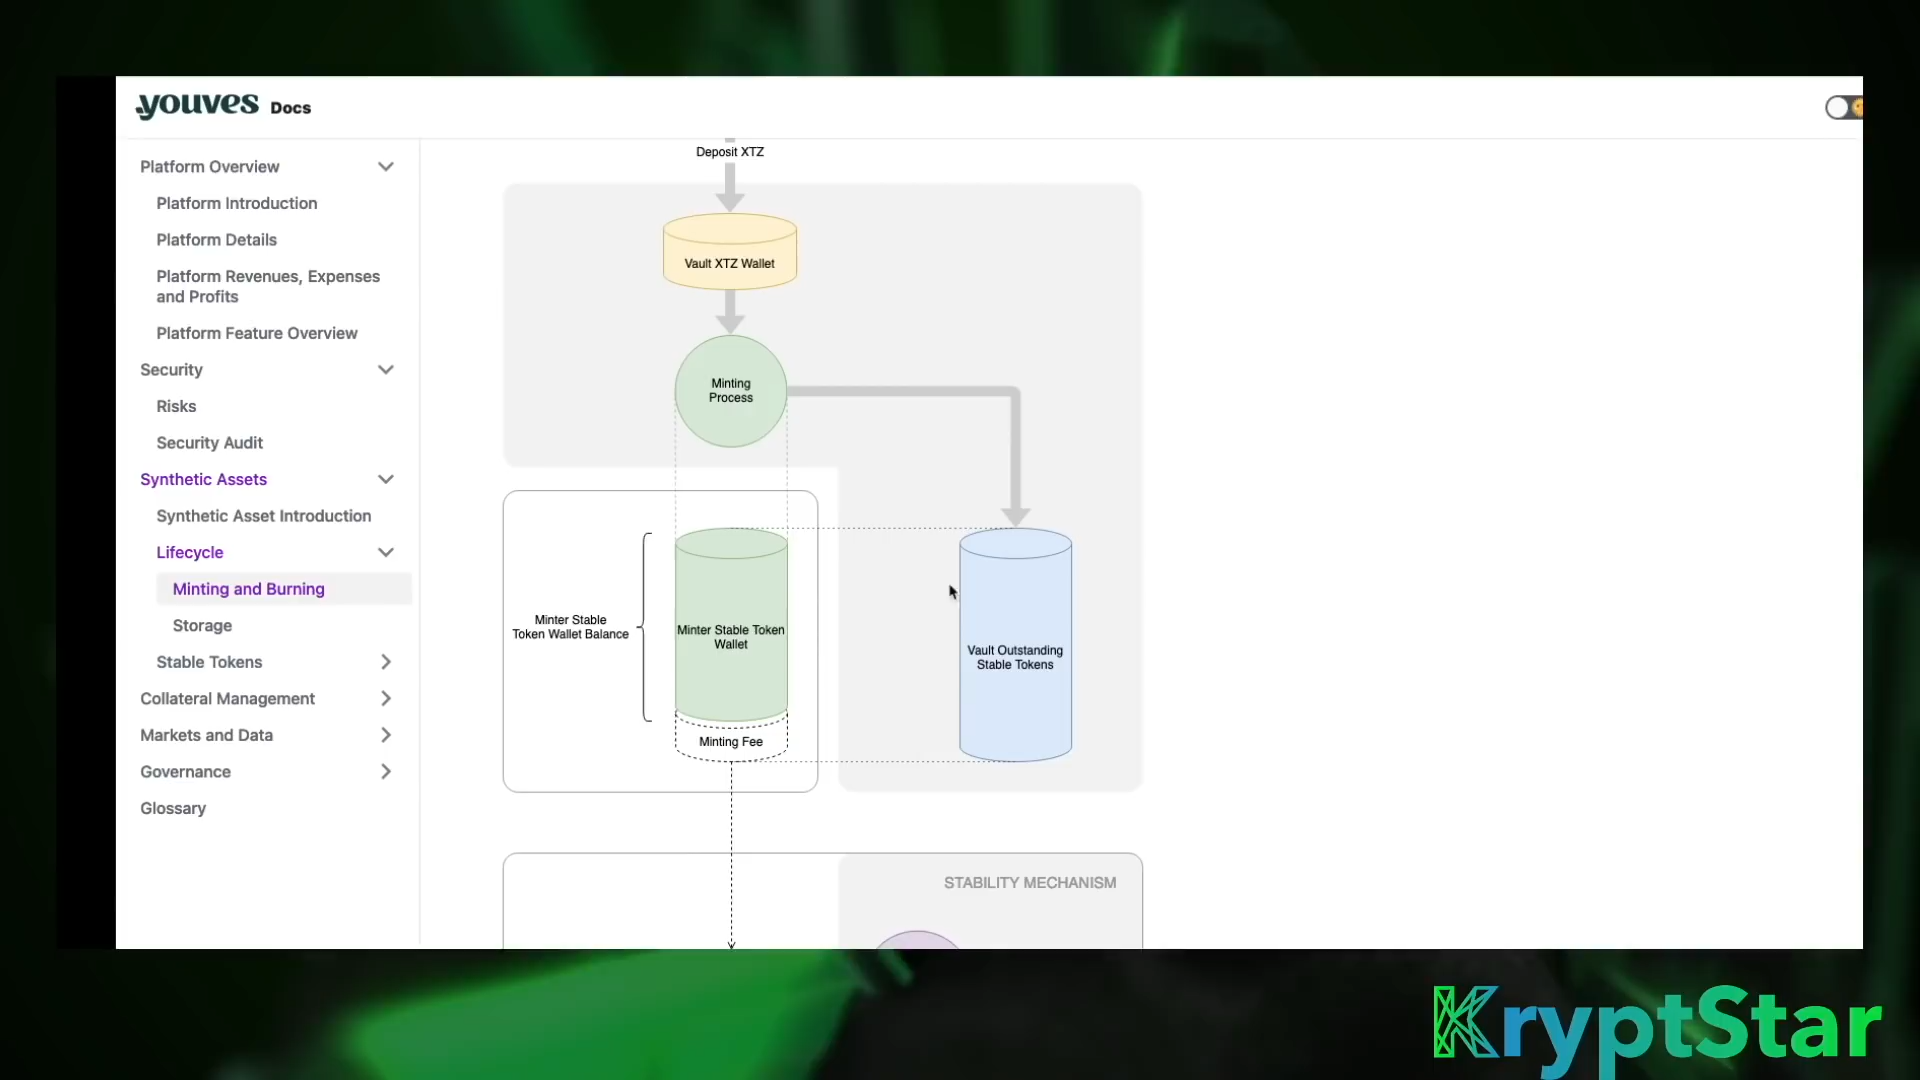 youves Docs
Platform Overview
Platform Introduction
Platform Details
Platform Revenues, Expenses
and Profits
Platform Feature Overview
Security
Risks
Security Audit
Synthetic Assets
Synthetic Asset Introduction
Lifecycle
Minting and Burning
Storage
Stable Tokens
Collateral Management
Markets and Data
Governance
Glossary
Deposit XTZ
Vault XTZ Wallet
Minting
Process
Minter Stable
Token Wallet Balance
Minter Stable Token
Wallet
Minting Fee
Vault Outstanding
Stable Tokens
STABILITY MECHANISM
KryptStar